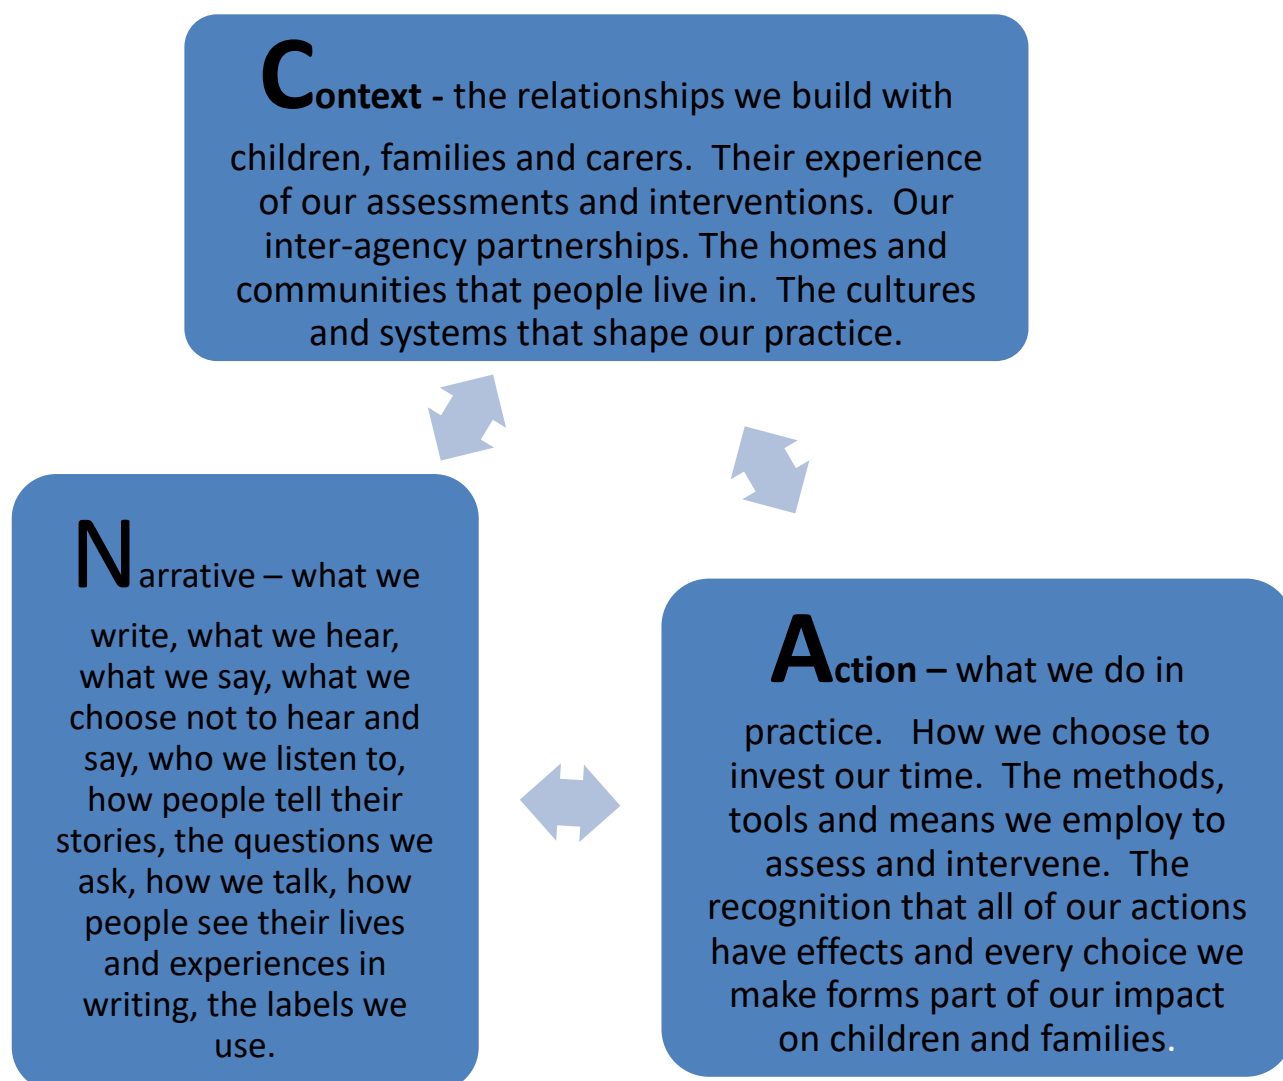 Context - the relationships we build with
children, families and carers.  Their experience
of our assessments and interventions.  Our
inter-agency partnerships. The homes and
communities that people live in.  The cultures
and systems that shape our practice.
Narrative – what we
write, what we hear,
what we say, what we
choose not to hear and
say, who we listen to,
how people tell their
stories, the questions we
ask, how we talk, how
people see their lives
and experiences in
writing, the labels we
use.
Action – what we do in
practice.   How we choose to
invest our time.  The methods,
tools and means we employ to
assess and intervene.  The
recognition that all of our actions
have effects and every choice we
make forms part of our impact
on children and families.